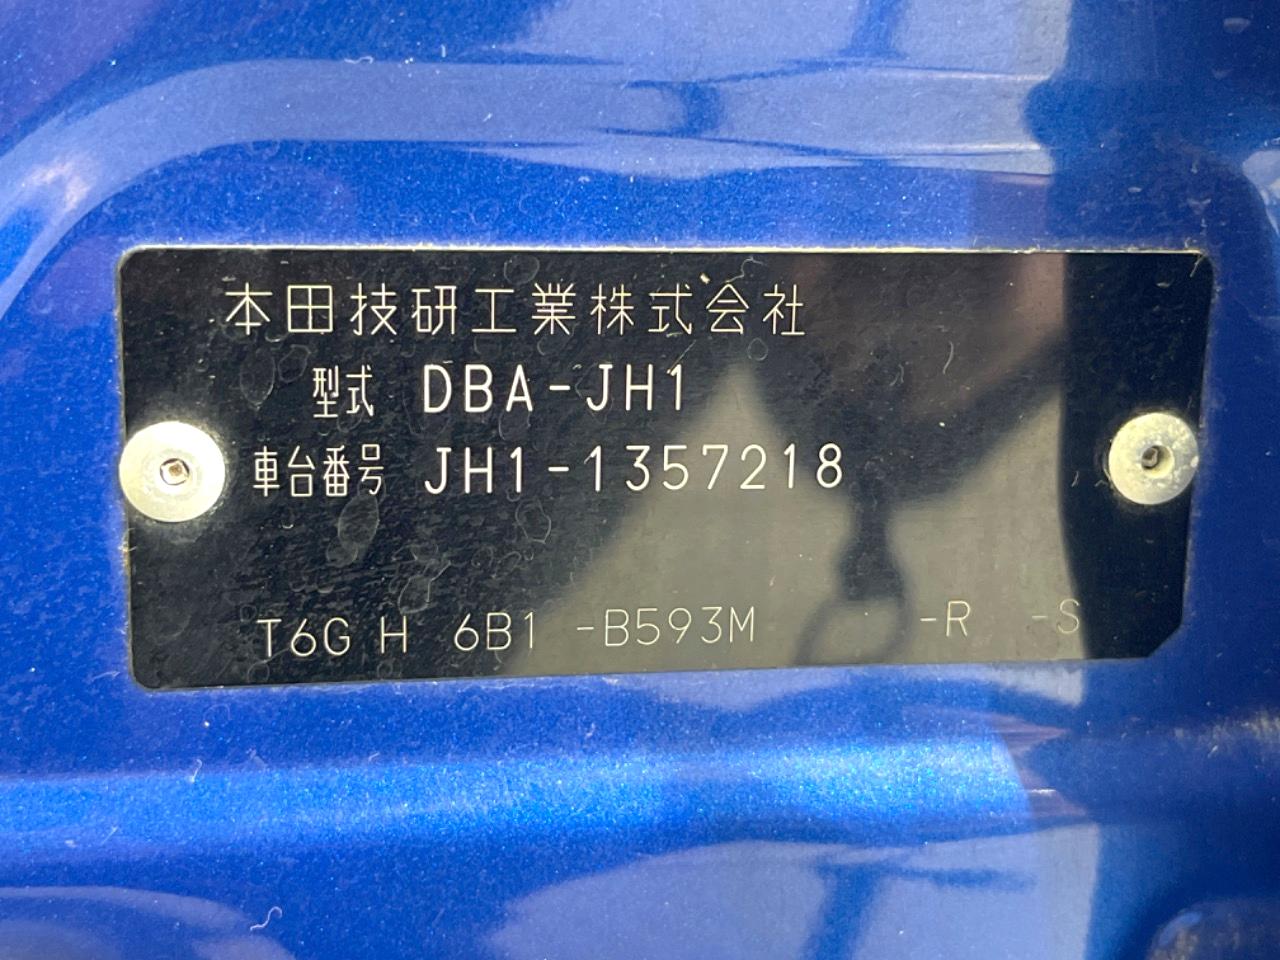 本田技研工業株式会社
型式 DBA-JH1
車台番号 JH1-1357218
T6G H 6B1 -B593M -R -S